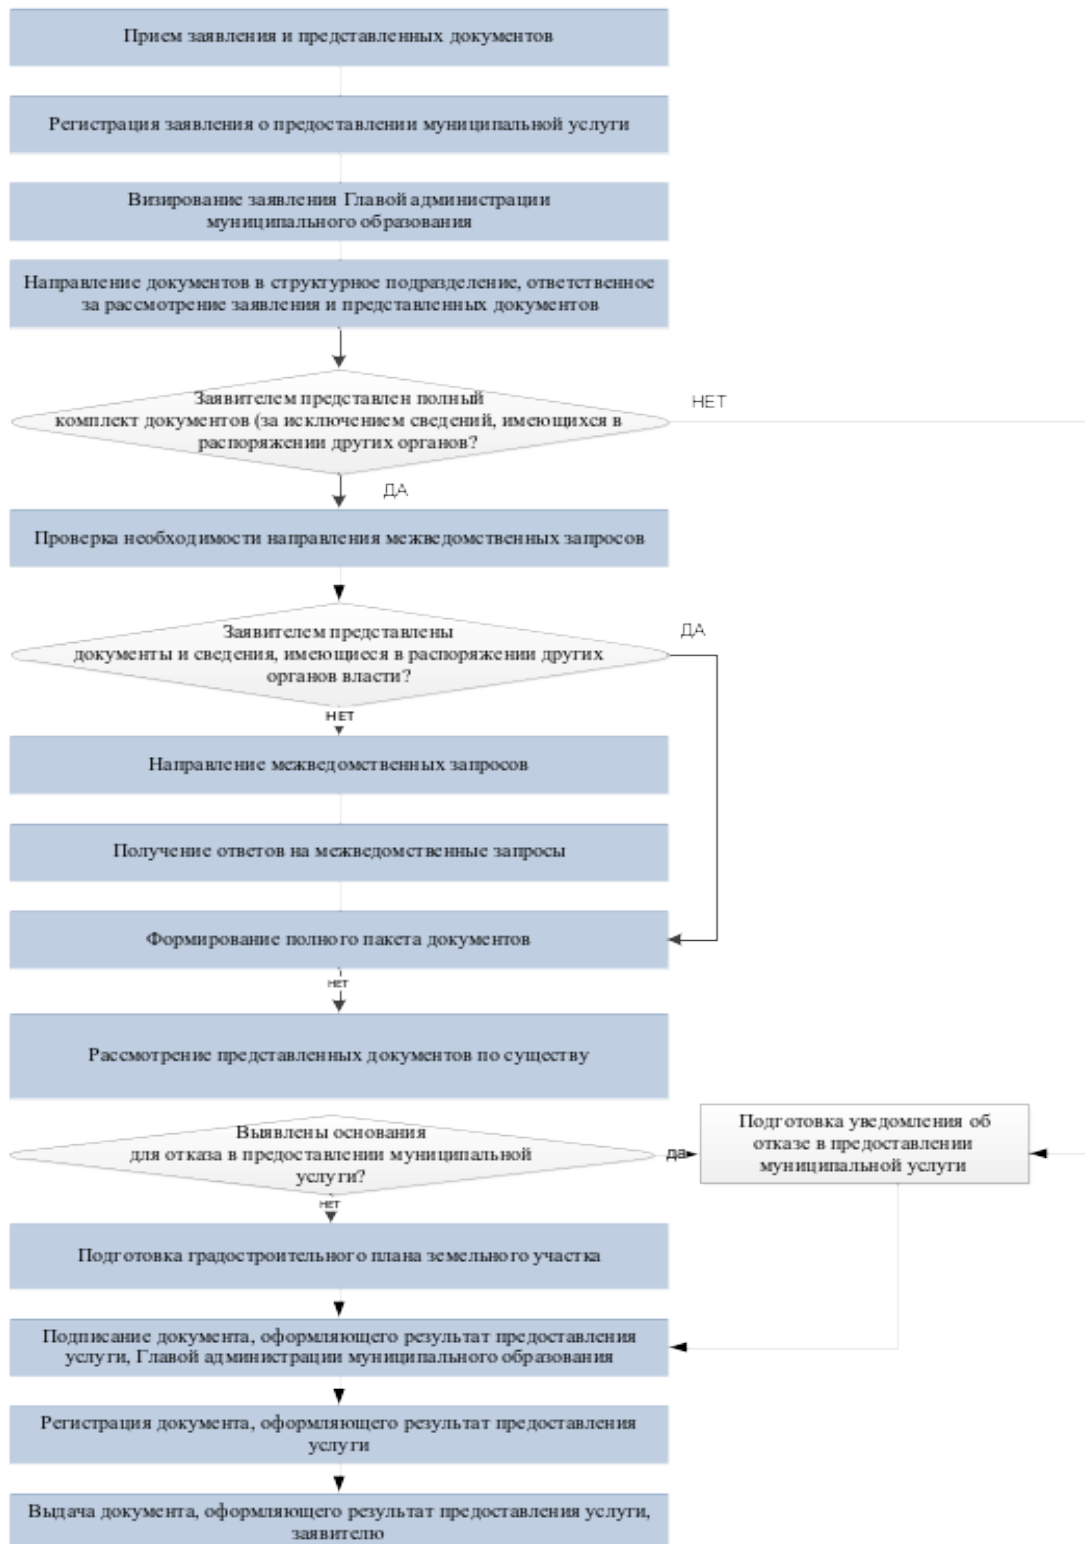 Прием заявления и представленных документов
Регистрация заявления о предоставлении муниципальной услуги
Визирование заявления Главой администрации
муниципального образования
Направление документов в структурное подразделение, ответственное
за рассмотрение заявления и представленных документов
Заявителем представлен полный
комплект документов (за исключением сведений, имеющихся в
распоряжении других органов?
НЕТ
ДА
Проверка необходимости направления межведомственных запросов
Заявителем представлены
документы и сведения, имеющиеся в распоряжении других
органов власти?
ДА
НЕТ
Направление межведомственных запросов
Получение ответов на межведомственные запросы
Формирование полного пакета документов
НЕТ
Рассмотрение представленных документов по существу
Выявлены основания
для отказа в предоставлении муниципальной
услуги?
да
Подготовка уведомления об
отказе в предоставлении
муниципальной услуги
НЕТ
Подготовка градостроительного плана земельного участка
Подписание документа, оформляющего результат предоставления
услуги, Главой администрации муниципального образования
Регистрация документа, оформляющего результат предоставления
услуги
Выдача документа, оформляющего результат предоставления услуги,
заявителю